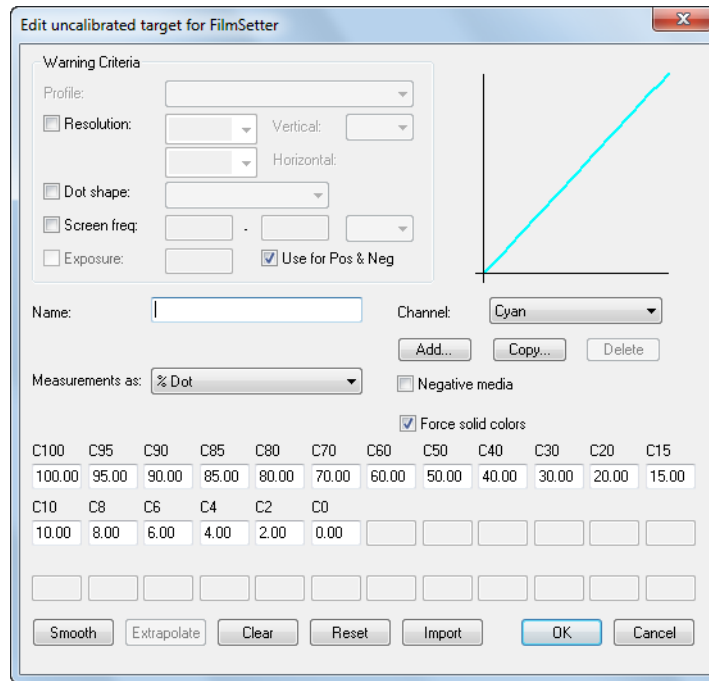 Edit uncalibrated target for FilmSetter
Warning Criteria
Profile:
Resolution: Vertical:
Horizontal:
Dot shape:
Screen freq: -
Exposure: Use for Pos & Neg
Name: Channel: Cyan
Add... Copy... Delete
Measurements as: % Dot Negative media
Force solid colors
C100 C95 C90 C85 C80 C70 C60 C50 C40 C30 C20 C15
100.00 95.00 90.00 85.00 80.00 70.00 60.00 50.00 40.00 30.00 20.00 15.00
C10 C8 C6 C4 C2 C0
10.00 8.00 6.00 4.00 2.00 0.00
Smooth Extrapolate Clear Reset Import OK Cancel